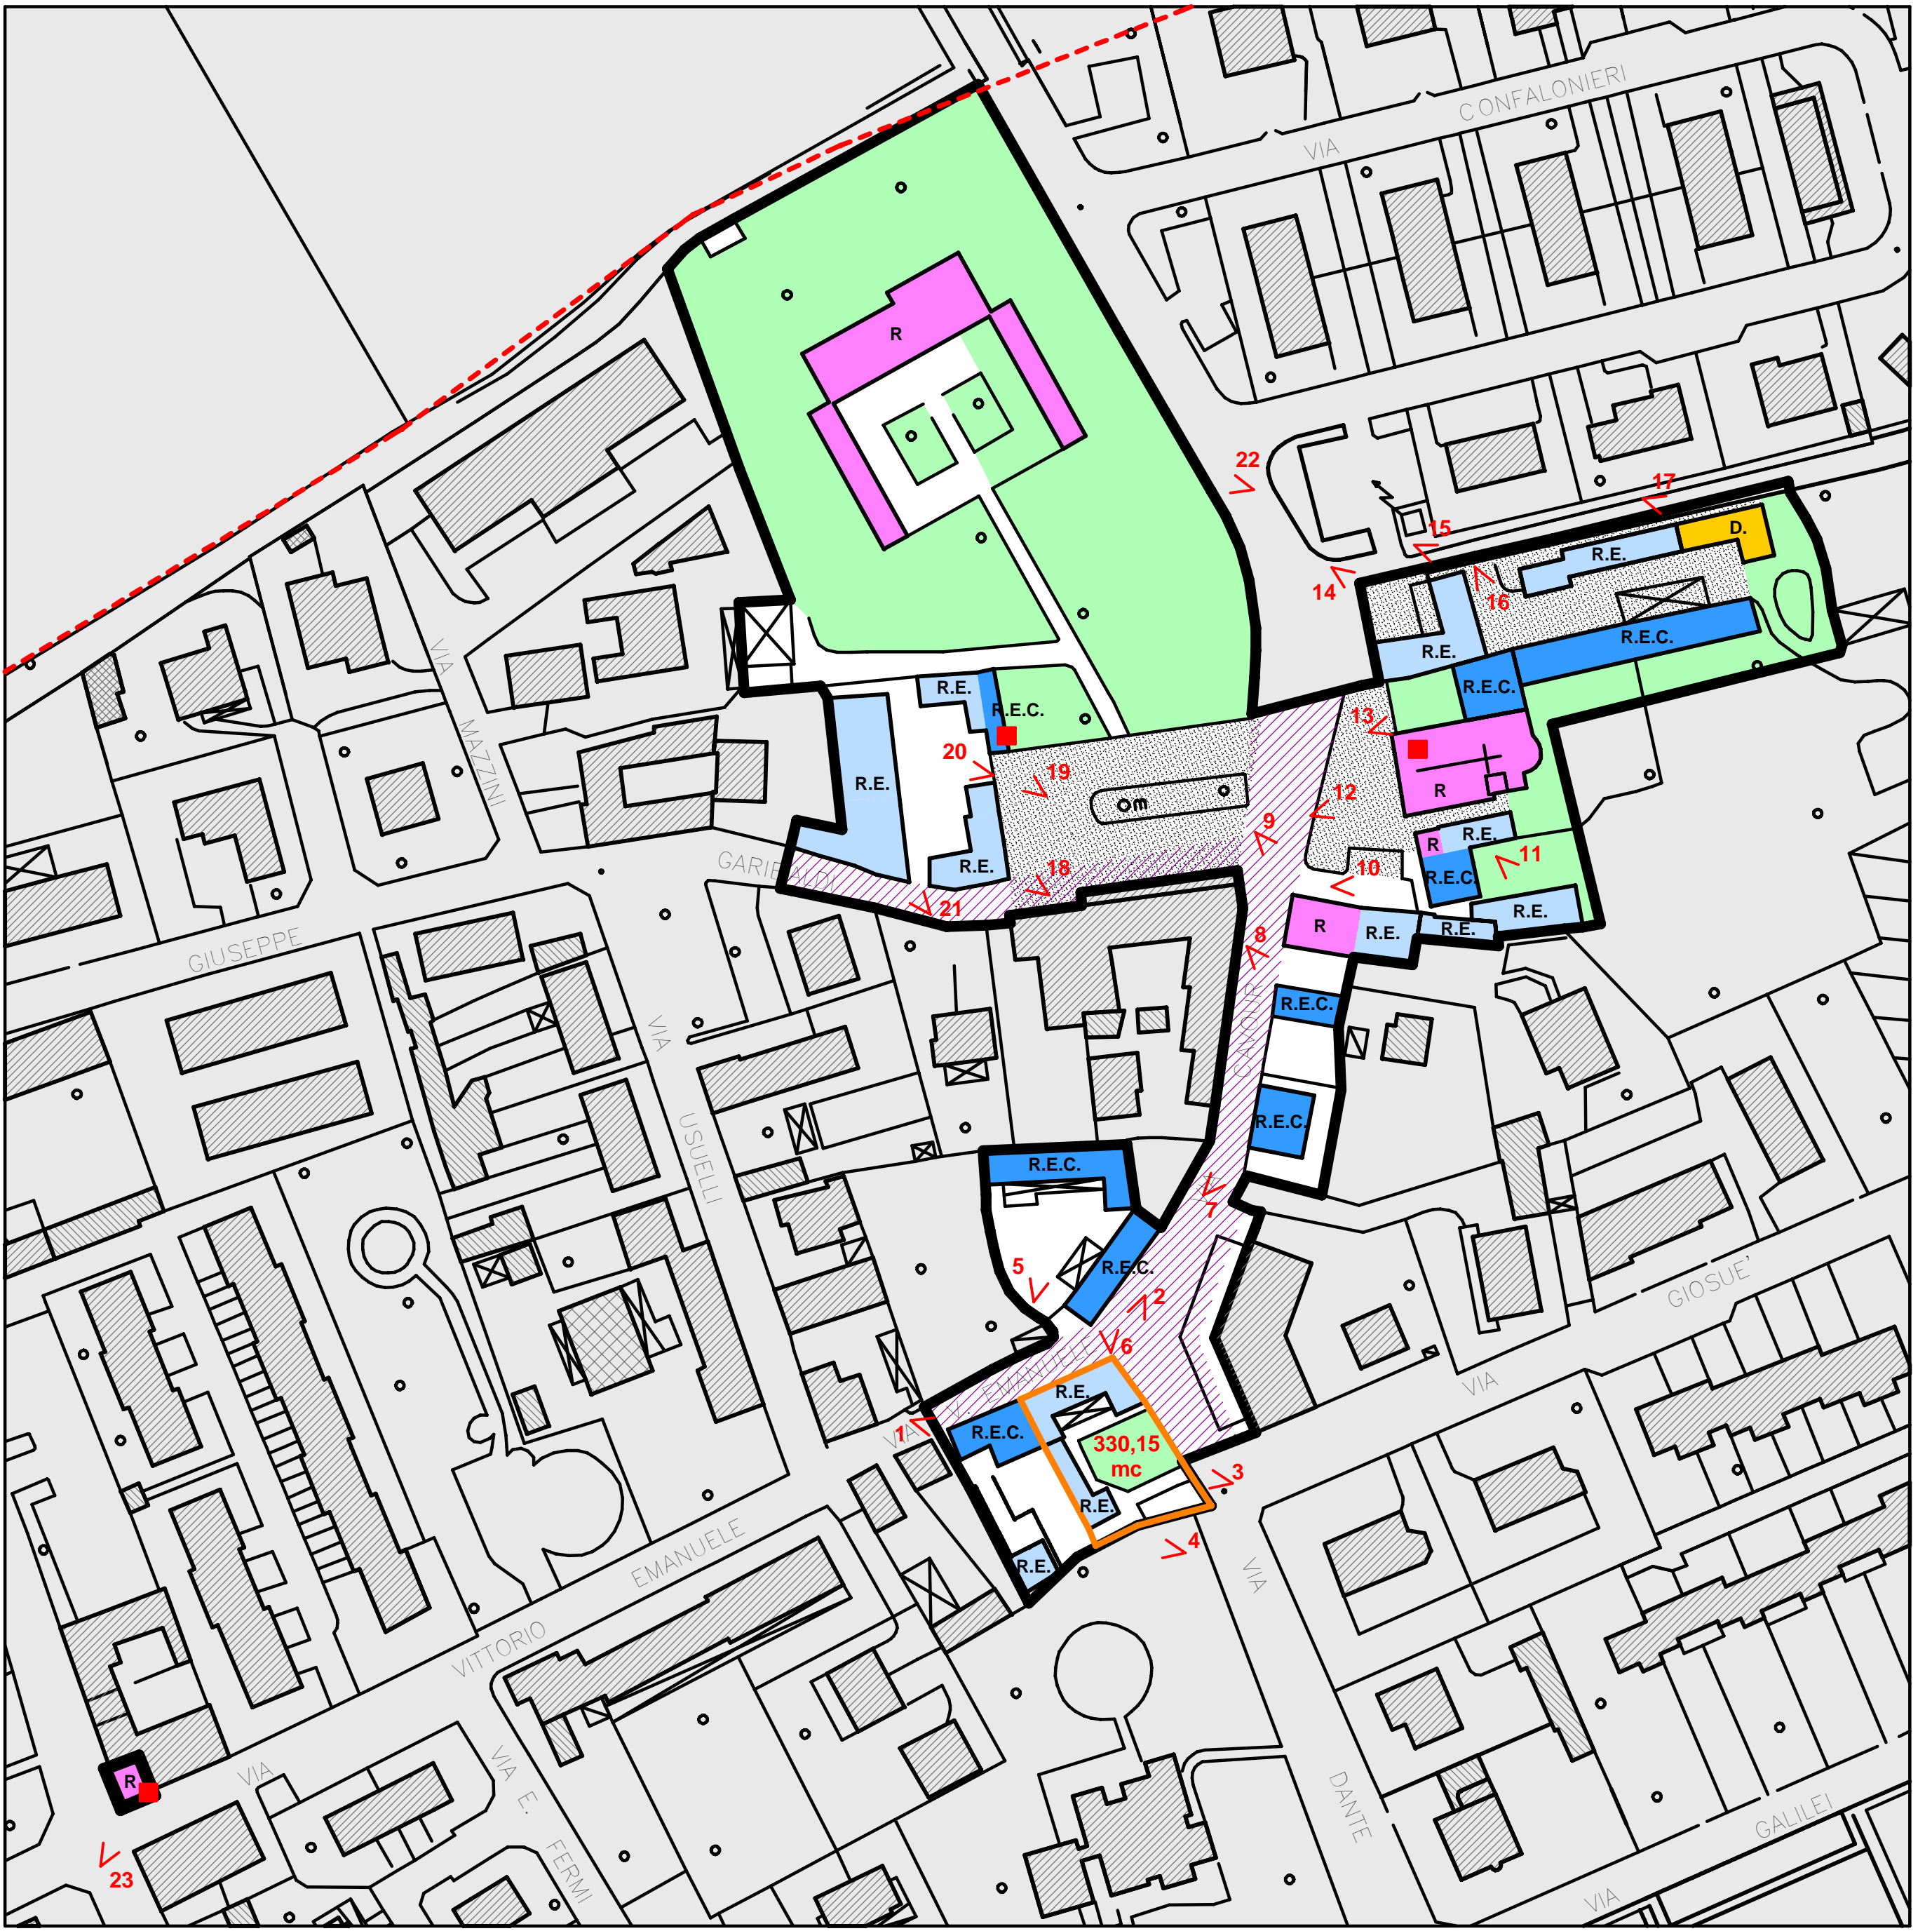 CONFALONIERI
VIA
R
22
17
15
D.
R.E.
14
16
R.E.
R.E.C.
VIA
R.E.
R.E.C.
R.E.C.
13
MAZZINI
20
19
R.E.
12
R
9
R.E.
R
GARIBALDI
18
R.E.
10
11
R.E.C.
21
R.E.
GIUSEPPE
R
R.E.
R.E.
8
R.E.C.
VIA
CAVOUR
R.E.C.
USUELLI
R.E.C.
7
5
R.E.C.
2
GIOSUE'
6
V. EMANUELE
VIA
R.E.
1
VIA
R.E.C.
330,15
mc
3
R.E.
4
EMANUELE
R.E.
VIA
VITTORIO
R
VIA
VIA E.
DANTE
GALILEI
23
FERMI
VIA